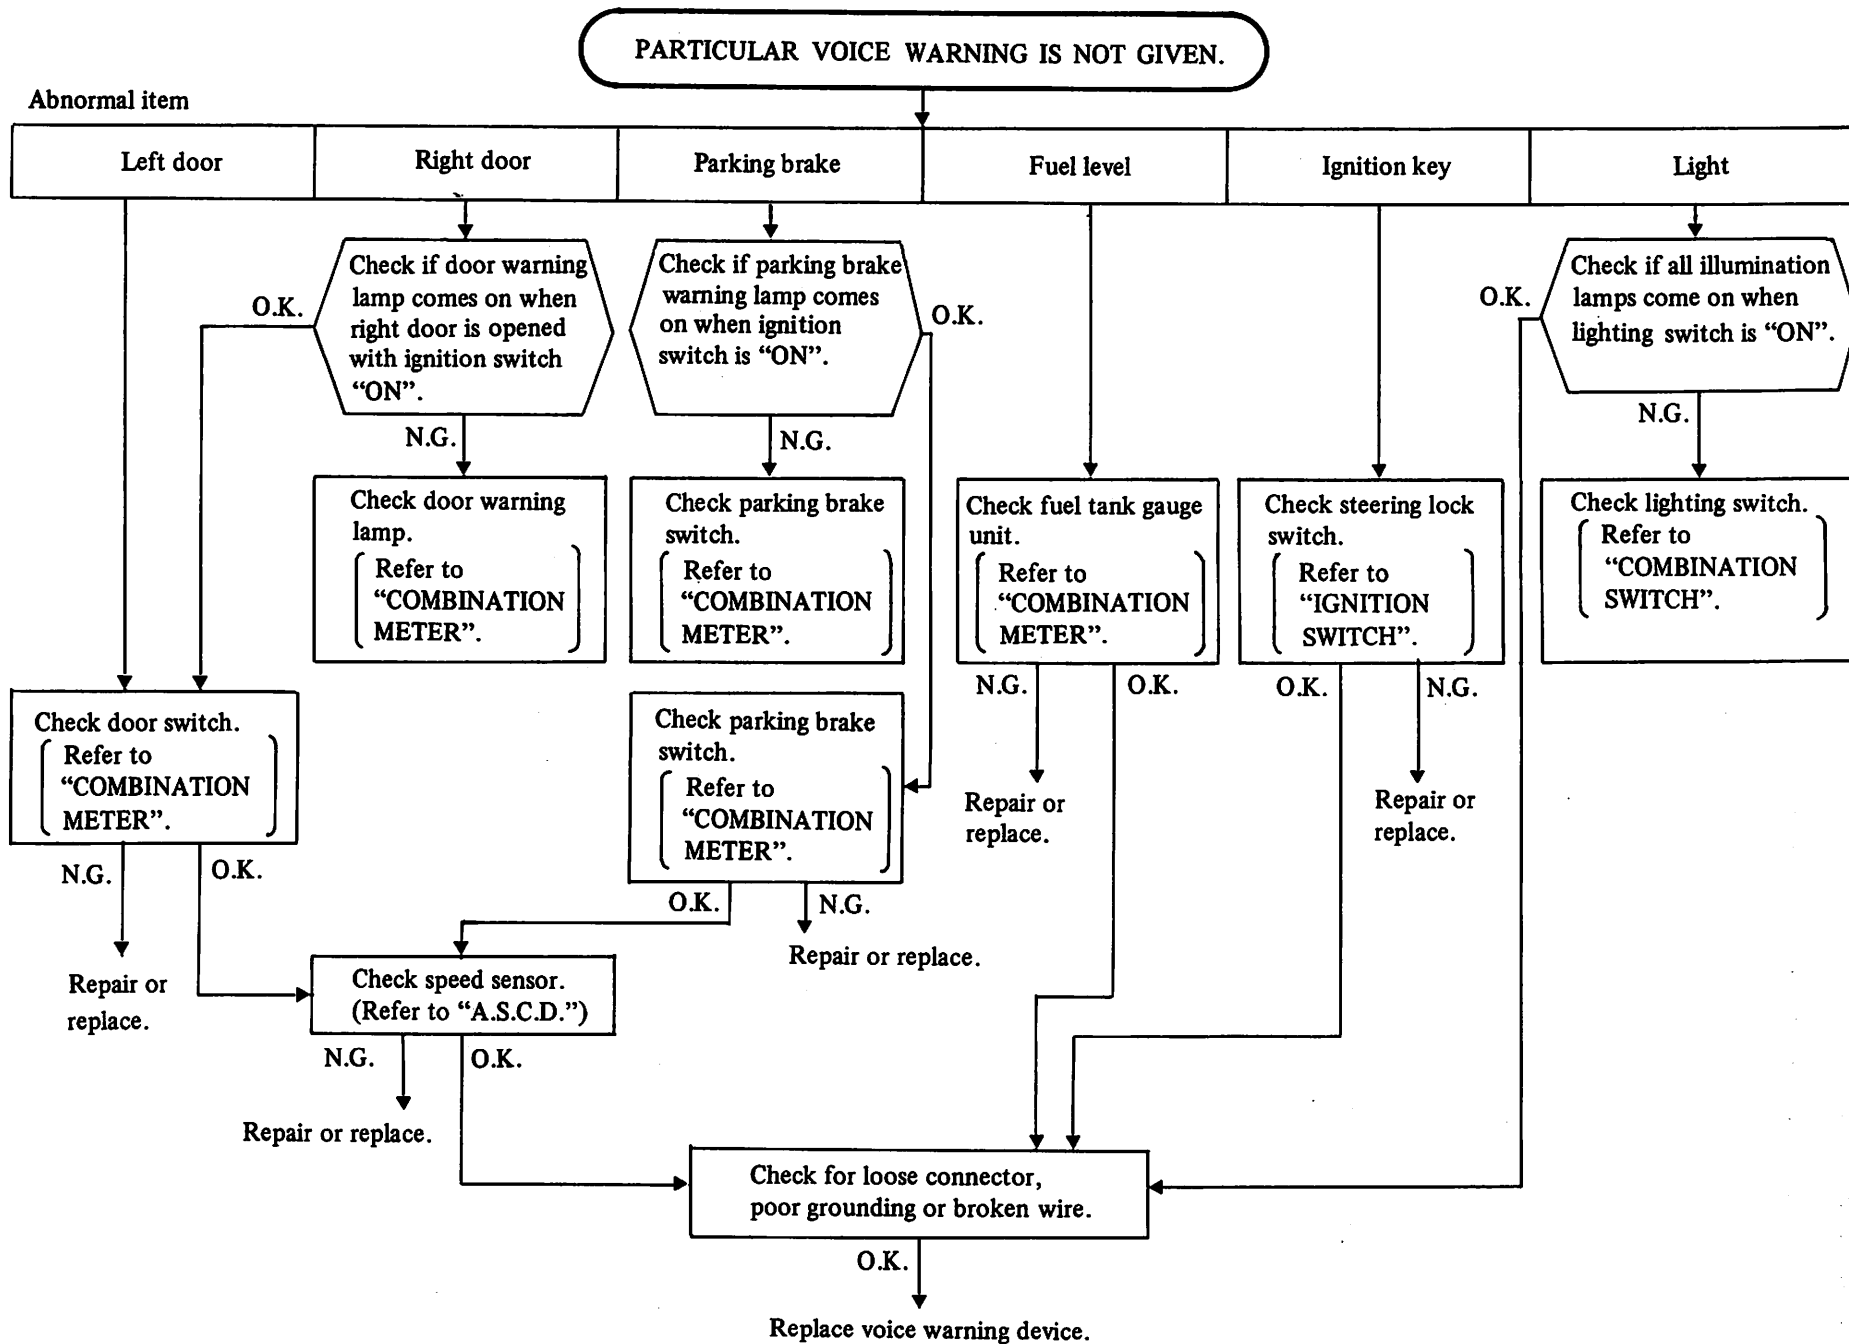 PARTICULAR VOICE WARNING IS NOT GIVEN.
Abnormal item
Left door
Right door
Parking brake
Fuel level
Ignition key
Light
Check if door warning
lamp comes on when
right door is opened
with ignition switch
“ON”.
O.K.
N.G.
Check if parking brake
warning lamp comes
on when ignition
switch is “ON”.
O.K.
N.G.
Check if all illumination
lamps come on when
lighting switch is “ON”.
O.K.
N.G.
Check door warning
lamp.
Refer to
“COMBINATION
METER”.
Check parking brake
switch.
Refer to
“COMBINATION
METER”.
Check fuel tank gauge
unit.
Refer to
“COMBINATION
METER”.
N.G.
O.K.
Check steering lock
switch.
Refer to
“IGNITION
SWITCH”.
O.K.
N.G.
Check lighting switch.
Refer to
“COMBINATION
SWITCH”.
Check door switch.
Refer to
“COMBINATION
METER”.
N.G.
O.K.
Check parking brake
switch.
Refer to
“COMBINATION
METER”.
O.K.
N.G.
Repair or
replace.
Repair or
replace.
Repair or replace.
Repair or
replace.
Check speed sensor.
(Refer to “A.S.C.D.”)
N.G.
O.K.
Repair or replace.
Check for loose connector,
poor grounding or broken wire.
O.K.
Replace voice warning device.